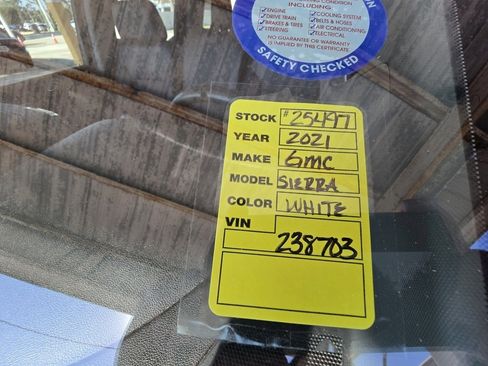 INCLUDING:
✓ENGINE ✓COOLING SYSTEM
✓DRIVE TRAIN ✓BELTS & HOSES
✓BRAKES & TIRES ✓AIR CONDITIONING
✓STEERING ✓ELECTRICAL
NO GUARANTEE OR WARRANTY
IS IMPLIED BY THIS CERTIFICATE
SAFETY CHECKED
STOCK #25497
YEAR 2021
MAKE GMC
MODEL SIERRA
COLOR WHITE
VIN
238703